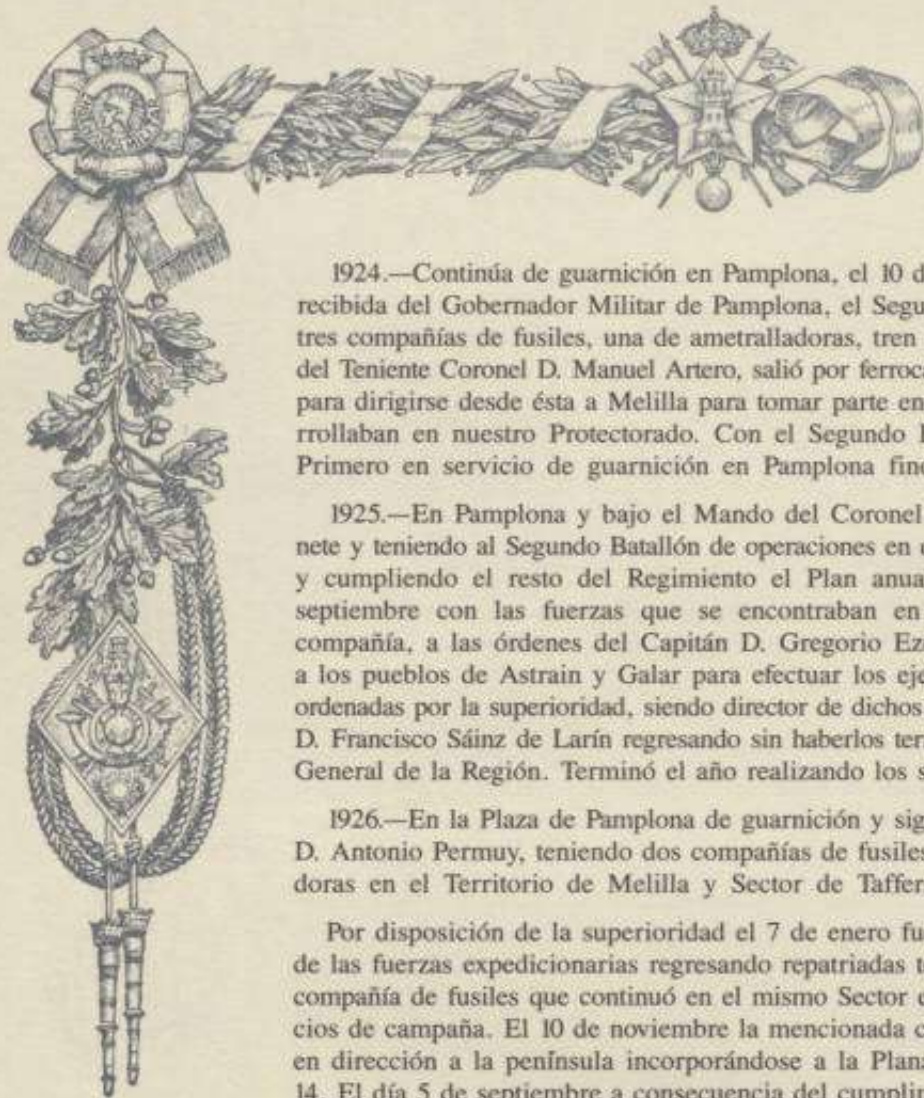 1924.—Continúa de guarnición en Pamplona, el 10 d
recibida del Gobernador Militar de Pamplona, el Segu
tres compañías de fusiles, una de ametralladoras, tren
del Teniente Coronel D. Manuel Artero, salió por ferroca
para dirigirse desde ésta a Melilla para tomar parte en
rrollaban en nuestro Protectorado. Con el Segundo
Primero en servicio de guarnición en Pamplona fin
1925.—En Pamplona y bajo el Mando del Coronel
nete y teniendo al Segundo Batallón de operaciones en
y cumpliendo el resto del Regimiento el Plan anua
septiembre con las fuerzas que se encontraban en
compañía, a las órdenes del Capitán D. Gregorio Ez
a los pueblos de Astrain y Galar para efectuar los eje
ordenadas por la superioridad, siendo director de dichos
D. Francisco Sáinz de Larín regresando sin haberlos ter
General de la Región. Terminó el año realizando los s
1926.—En la Plaza de Pamplona de guarnición y sig
D. Antonio Permuy, teniendo dos compañías de fusiles
doras en el Territorio de Melilla y Sector de Taffer
Por disposición de la superioridad el 7 de enero fu
de las fuerzas expedicionarias regresando repatriadas t
compañía de fusiles que continuó en el mismo Sector
cios de campaña. El 10 de noviembre la mencionada c
en dirección a la península incorporándose a la Plan
14. El día 5 de septiembre a consecuencia del cumpli